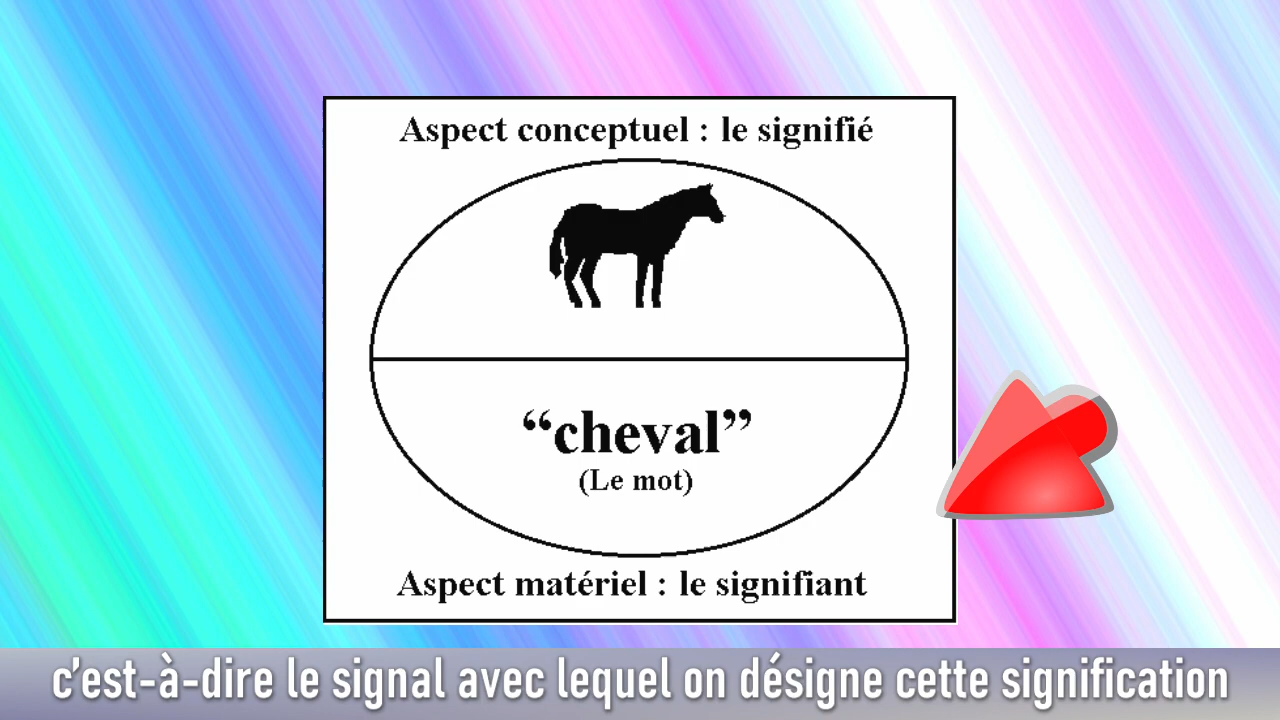 Aspect conceptuel : le signifié
“cheval”
(Le mot)
Aspect matériel : le signifiant
c’est-à-dire le signal avec lequel on désigne cette signification